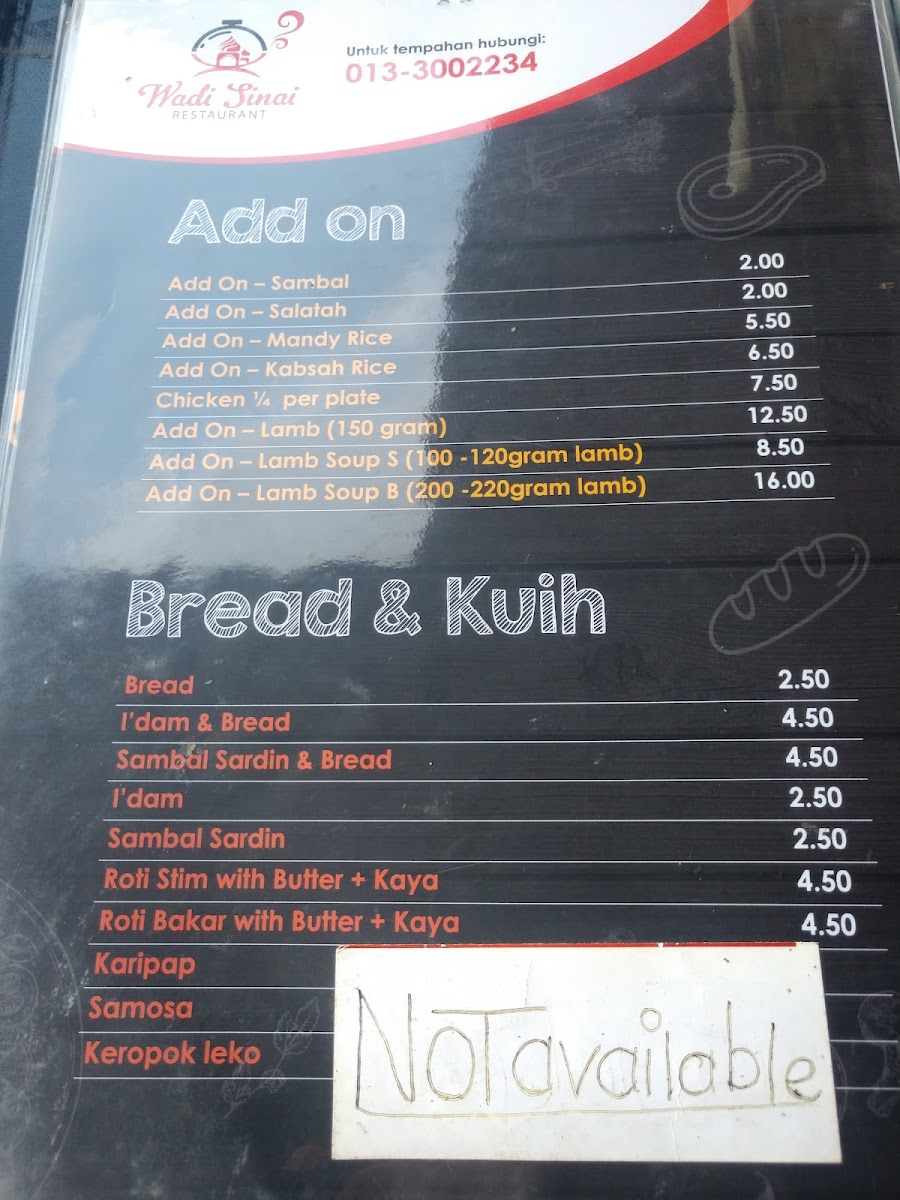 Wadi Sinai
RESTAURANT
Untuk tempahan hubungi:
013-3002234
Add on
Add On – Sambal 2.00
Add On – Salatah 2.00
Add On – Mandy Rice 5.50
Add On – Kabsah Rice 6.50
Chicken ¼ per plate 7.50
Add On – Lamb (150 gram) 12.50
Add On – Lamb Soup S (100 -120gram lamb) 8.50
Add On – Lamb Soup B (200 -220gram lamb) 16.00
Bread & Kuih
Bread 2.50
I'dam & Bread 4.50
Sambal Sardin & Bread 4.50
I'dam 2.50
Sambal Sardin 2.50
Roti Stim with Butter + Kaya 4.50
Roti Bakar with Butter + Kaya 4.50
Karipap
Samosa
Keropok leko
NOT available